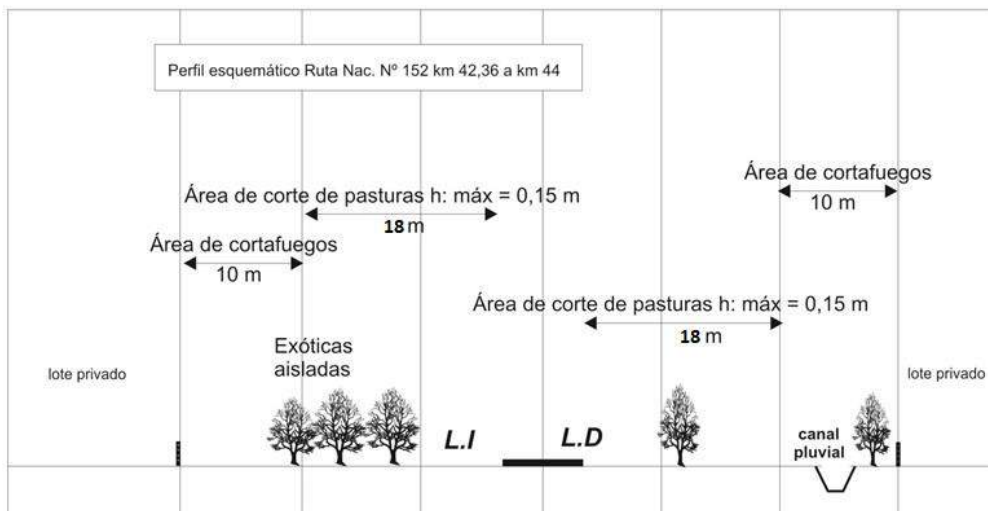 Perfil esquemático Ruta Nac. Nº 152 km 42,36 a km 44
Área de cortafuegos
10 m
Área de corte de pasturas h: máx = 0,15 m
18 m
Área de cortafuegos
10 m
Área de corte de pasturas h: máx = 0,15 m
18 m
Exóticas
aisladas
lote privado
lote privado
L.I
L.D
canal
pluvial